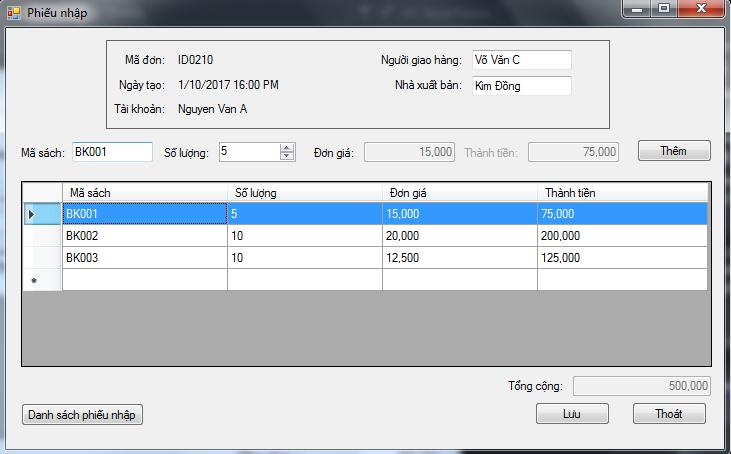 Phiếu nhập
Mã đơn: ID0210 Người giao hàng: Võ Văn C
Ngày tạo: 1/10/2017 16:00 PM Nhà xuất bản: Kim Đồng
Tài khoản: Nguyen Van A
Mã sách: BK001 Số lượng: 5 Đơn giá: 15,000 Thành tiền: 75,000 Thêm
Mã sách Số lượng Đơn giá Thành tiền
BK001 5 15,000 75,000
BK002 10 20,000 200,000
BK003 10 12,500 125,000
*
Tổng cộng: 500,000
Danh sách phiếu nhập Lưu Thoát